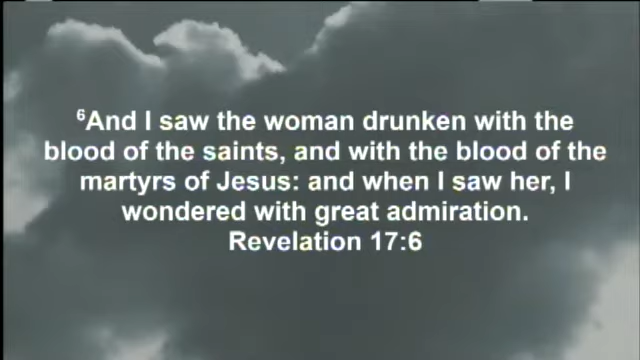 ⁶And I saw the woman drunken with the
blood of the saints, and with the blood of the
martyrs of Jesus: and when I saw her, I
wondered with great admiration.
Revelation 17:6